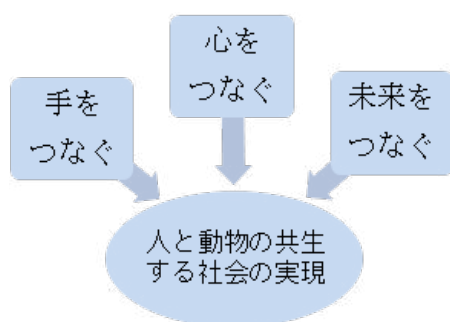 手を
つなぐ
心を
つなぐ
未来を
つなぐ
人と動物の共生
する社会の実現